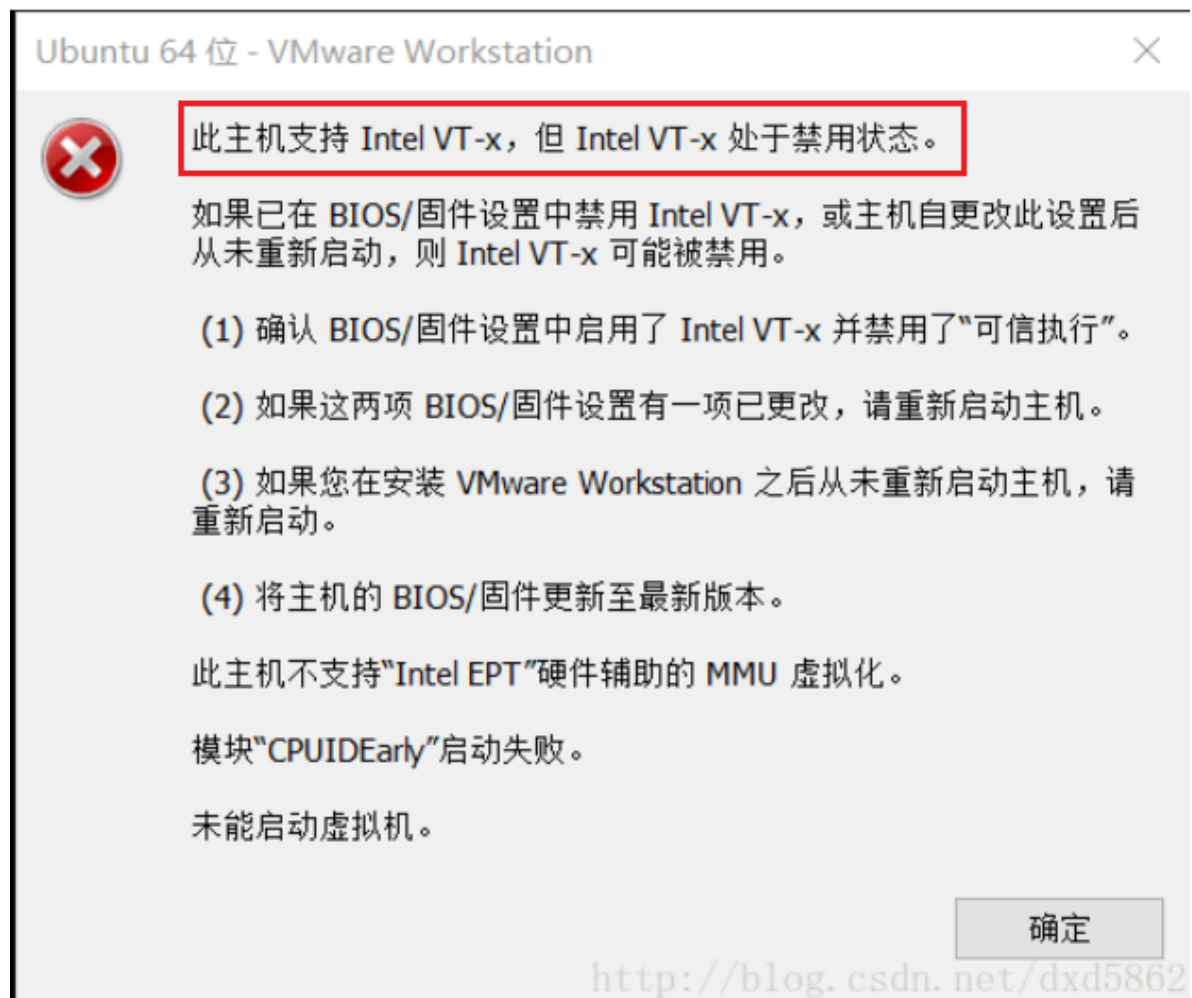 Ubuntu 64 位 - VMware Workstation
此主机支持 Intel VT-x，但 Intel VT-x 处于禁用状态。
如果已在 BIOS/固件设置中禁用 Intel VT-x，或主机自更改此设置后
从未重新启动，则 Intel VT-x 可能被禁用。
(1) 确认 BIOS/固件设置中启用了 Intel VT-x 并禁用了“可信执行”。
(2) 如果这两项 BIOS/固件设置有一项已更改，请重新启动主机。
(3) 如果您在安装 VMware Workstation 之后从未重新启动主机，请
重新启动。
(4) 将主机的 BIOS/固件更新至最新版本。
此主机不支持“Intel EPT”硬件辅助的 MMU 虚拟化。
模块“CPUIDEarly”启动失败。
未能启动虚拟机。
确定
http://blog.csdn.net/dxd5862